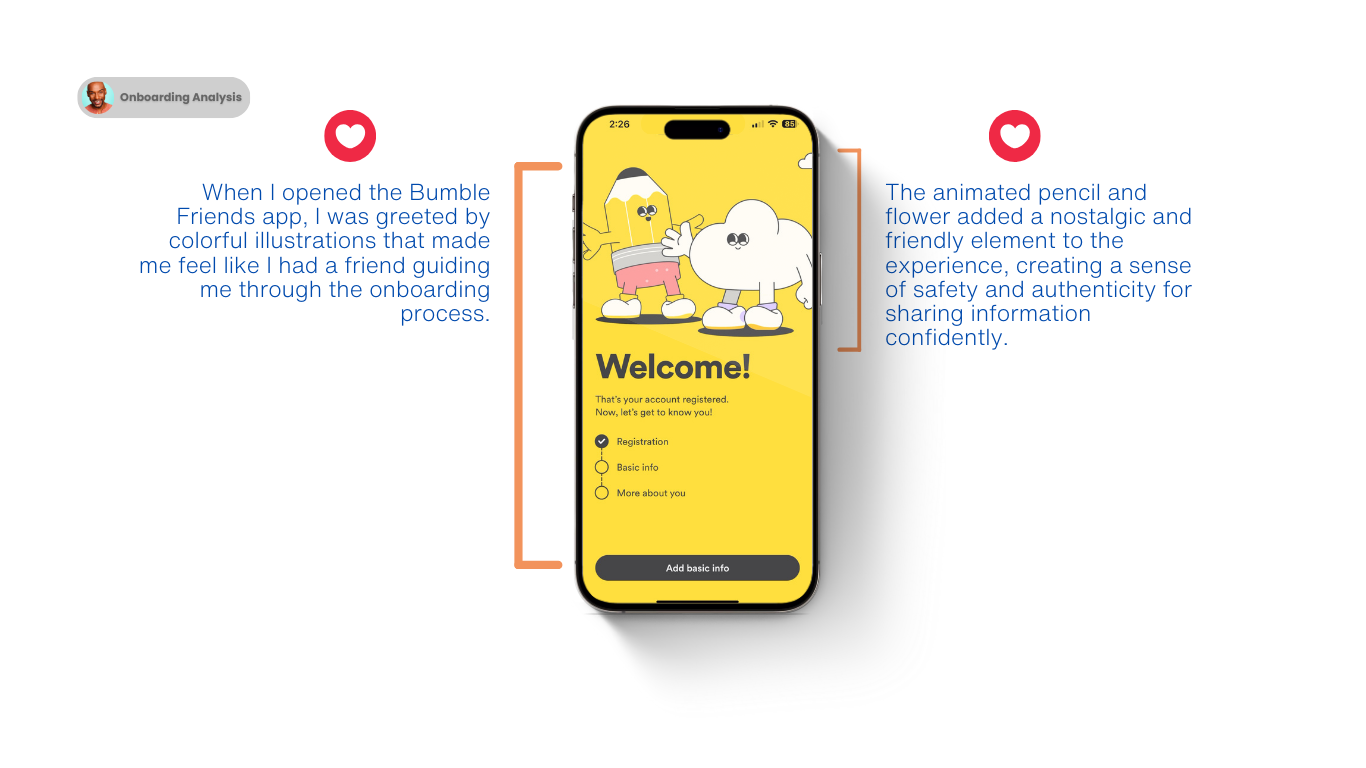 Onboarding Analysis
When I opened the Bumble
Friends app, I was greeted by
colorful illustrations that made
me feel like I had a friend guiding
me through the onboarding
process.
2:26
85
Welcome!
That's your account registered.
Now, let's get to know you!
Registration
Basic info
More about you
Add basic info
The animated pencil and
flower added a nostalgic and
friendly element to the
experience, creating a sense
of safety and authenticity for
sharing information
confidently.